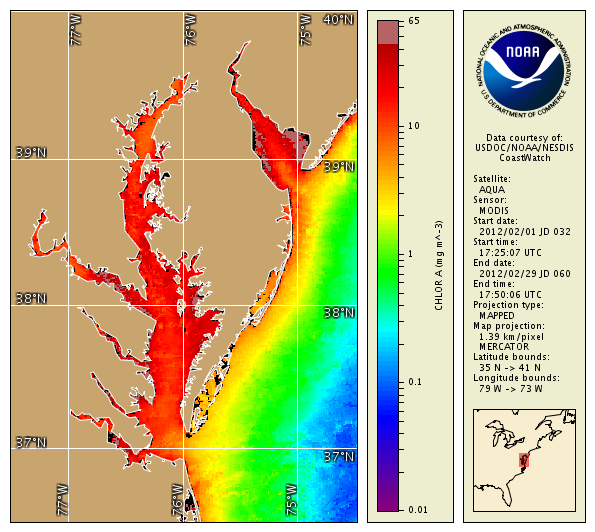 77°W
76°W
75°W
40°N
39°N
39°N
38°N
38°N
37°N
37°N
77°W
76°W
75°W
65
10
1
0.1
0.01
CHLOR A (mg m^-3)
NATIONAL OCEANIC AND ATMOSPHERIC ADMINISTRATION
NOAA
U.S. DEPARTMENT OF COMMERCE
Data courtesy of:
USDOC/NOAA/NESDIS
CoastWatch
Satellite:
AQUA
Sensor:
MODIS
Start date:
2012/02/01 JD 032
Start time:
17:25:07 UTC
End date:
2012/02/29 JD 060
End time:
17:50:06 UTC
Projection type:
MAPPED
Map projection:
1.39 km/pixel
MERCATOR
Latitude bounds:
35 N -> 41 N
Longitude bounds:
79 W -> 73 W